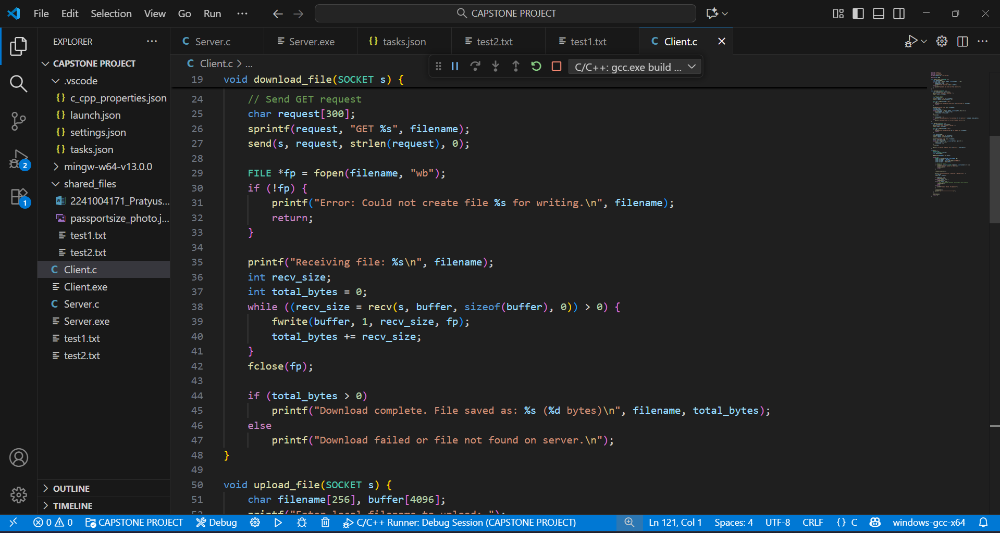 File Edit Selection View Go Run ··· CAPSTONE PROJECT
EXPLORER ···
CAPSTONE PROJECT
.vscode
{} c_cpp_properties.json
{} launch.json
{} settings.json
{} tasks.json
mingw-w64-v13.0.0
shared_files
2241004171_Pratyus...
passportsize_photo.j...
test1.txt
test2.txt
C Client.c
Client.exe
C Server.c
Server.exe
test1.txt
test2.txt
OUTLINE
TIMELINE
2
1
C Server.c Server.exe {} tasks.json test2.txt test1.txt C Client.c
C Client.c > ...
C/C++: gcc.exe build ...
19 void download_file(SOCKET s) {
24 // Send GET request
25 char request[300];
26 sprintf(request, "GET %s", filename);
27 send(s, request, strlen(request), 0);
28
29 FILE *fp = fopen(filename, "wb");
30 if (!fp) {
31 printf("Error: Could not create file %s for writing.\n", filename);
32 return;
33 }
34
35 printf("Receiving file: %s\n", filename);
36 int recv_size;
37 int total_bytes = 0;
38 while ((recv_size = recv(s, buffer, sizeof(buffer), 0)) > 0) {
39 fwrite(buffer, 1, recv_size, fp);
40 total_bytes += recv_size;
41 }
42 fclose(fp);
43
44 if (total_bytes > 0)
45 printf("Download complete. File saved as: %s (%d bytes)\n", filename, total_bytes);
46 else
47 printf("Download failed or file not found on server.\n");
48 }
49
50 void upload_file(SOCKET s) {
51 char filename[256], buffer[4096];
52 printf("Enter local filename to upload: ");
0 0 CAPSTONE PROJECT Debug C/C++ Runner: Debug Session (CAPSTONE PROJECT) Ln 121, Col 1 Spaces: 4 UTF-8 CRLF {} C windows-gcc-x64